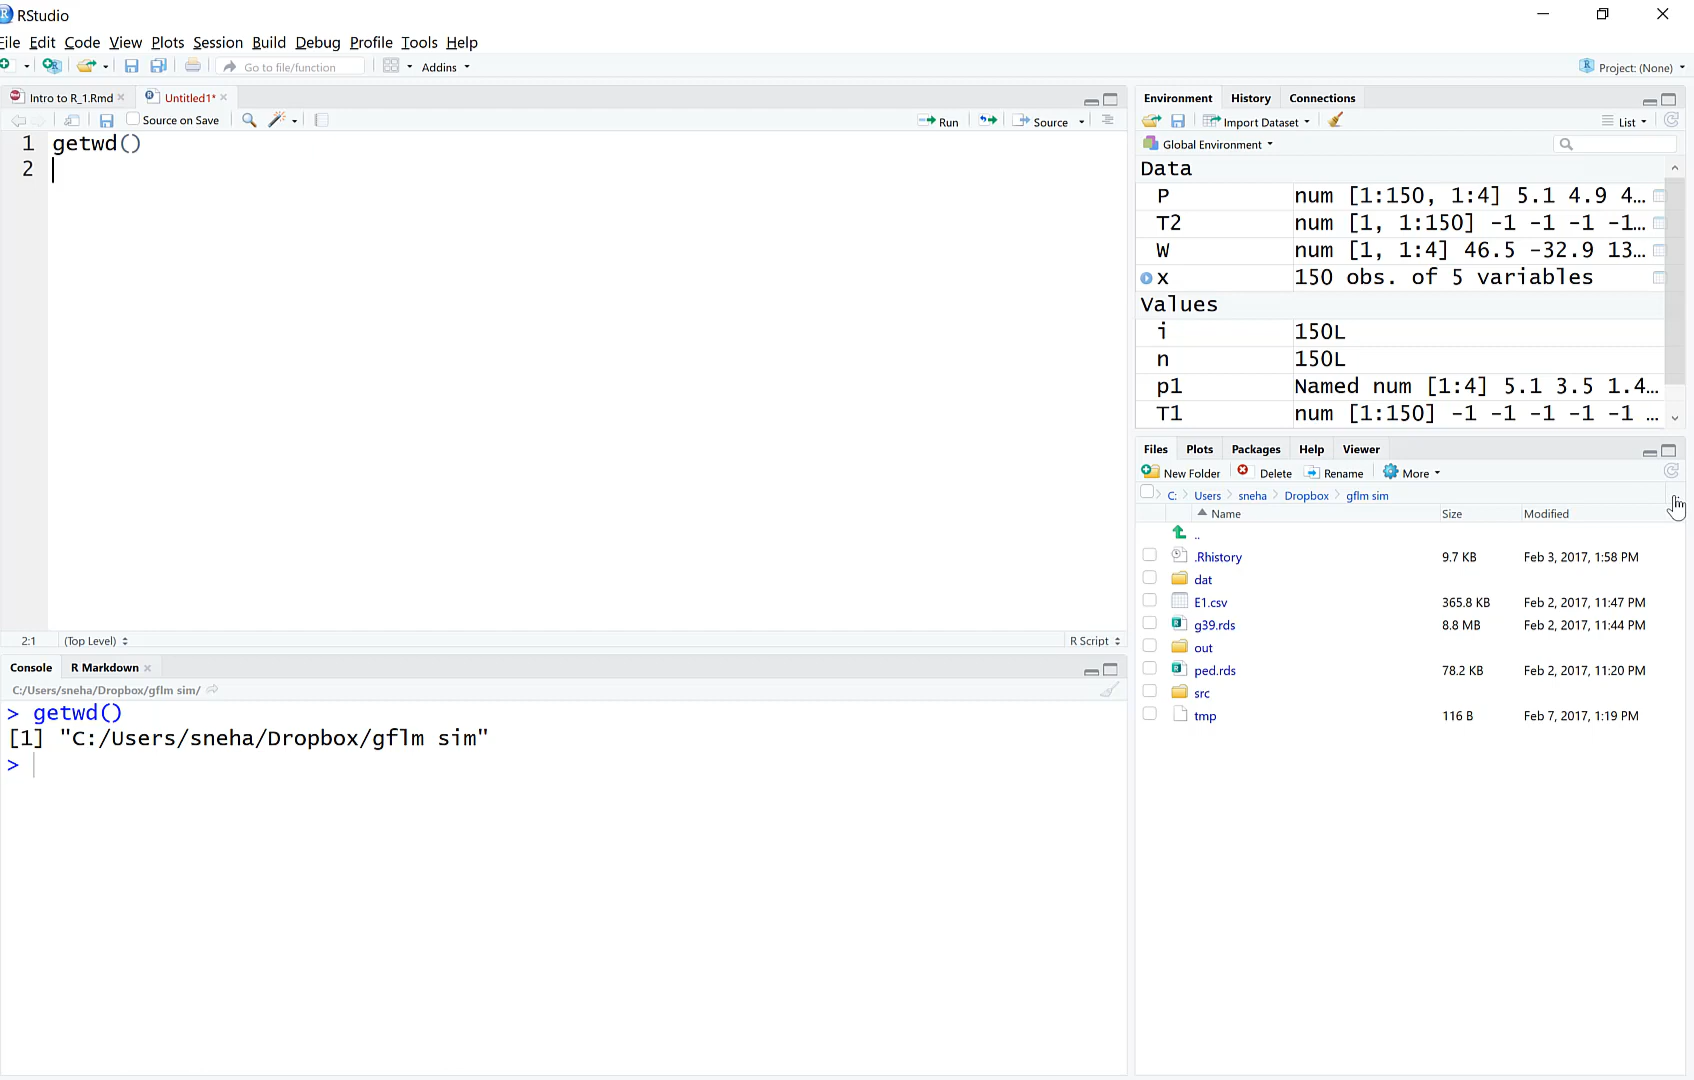 RStudio
File Edit Code View Plots Session Build Debug Profile Tools Help
Go to file/function Addins Project: (None)
Intro to R_1.Rmd Untitled1*
Source on Save Run Source
1 getwd()
2
2:1 (Top Level) R Script
Console R Markdown
C:/Users/sneha/Dropbox/gflm sim/
> getwd()
[1] "C:/Users/sneha/Dropbox/gflm sim"
>
Environment History Connections
Import Dataset List
Global Environment
Data
P num [1:150, 1:4] 5.1 4.9 4...
T2 num [1, 1:150] -1 -1 -1 -1...
W num [1, 1:4] 46.5 -32.9 13...
x 150 obs. of 5 variables
Values
i 150L
n 150L
p1 Named num [1:4] 5.1 3.5 1.4...
T1 num [1:150] -1 -1 -1 -1 -1 ...
Files Plots Packages Help Viewer
New Folder Delete Rename More
C: Users sneha Dropbox gflm sim
Name Size Modified
..
.Rhistory 9.7 KB Feb 3, 2017, 1:58 PM
dat
E1.csv 365.8 KB Feb 2, 2017, 11:47 PM
g39.rds 8.8 MB Feb 2, 2017, 11:44 PM
out
ped.rds 78.2 KB Feb 2, 2017, 11:20 PM
src
tmp 116 B Feb 7, 2017, 1:19 PM